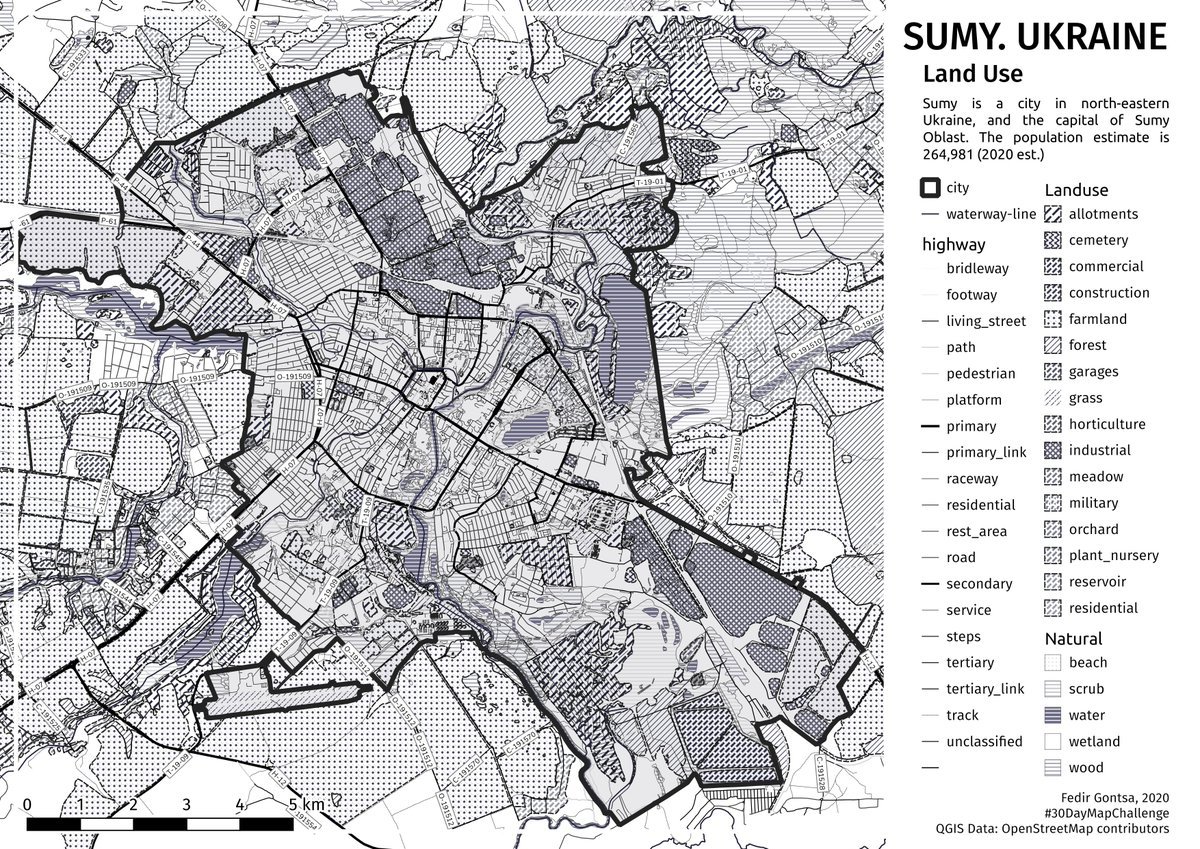 SUMY. UKRAINE
Land Use
Sumy is a city in north-eastern
Ukraine, and the capital of Sumy
Oblast. The population estimate is
264,981 (2020 est.)
city
waterway-line
highway
bridleway
footway
living_street
path
pedestrian
platform
primary
primary_link
raceway
residential
rest_area
road
secondary
service
steps
tertiary
tertiary_link
track
unclassified
Landuse
allotments
cemetery
commercial
construction
farmland
forest
garages
grass
horticulture
industrial
meadow
military
orchard
plant_nursery
reservoir
residential
Natural
beach
scrub
water
wetland
wood
Fedir Gontsa, 2020
#30DayMapChallenge
QGIS Data: OpenStreetMap contributors
T-19-01
T-19-01
P-61
O-191509
O-191509
O-191509
O-191509
O-191510
H-07
H-07
T-19-09
0 1 2 3 4 5 km